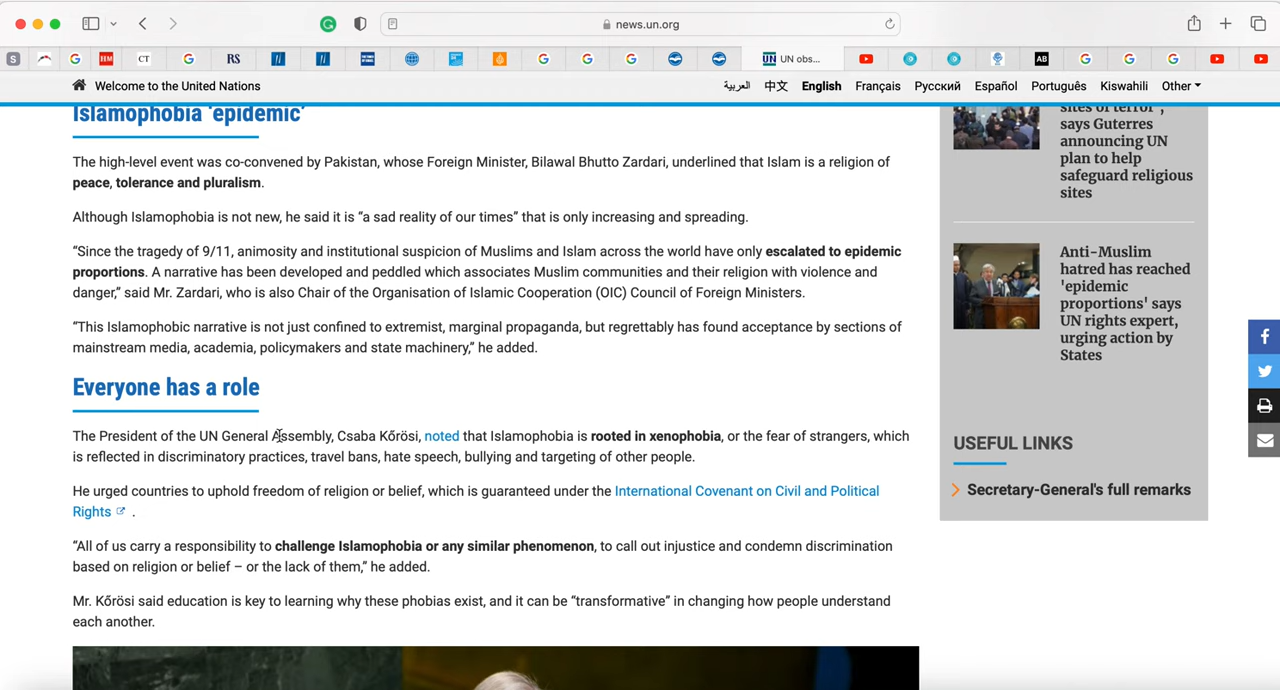 news.un.org
S
HM
CT
RS
UN UN obs...
AB
Welcome to the United Nations
العربية 中文 English Français Русский Español Português Kiswahili Other
Islamophobia ‘epidemic’
The high-level event was co-convened by Pakistan, whose Foreign Minister, Bilawal Bhutto Zardari, underlined that Islam is a religion of
peace, tolerance and pluralism.
Although Islamophobia is not new, he said it is “a sad reality of our times” that is only increasing and spreading.
“Since the tragedy of 9/11, animosity and institutional suspicion of Muslims and Islam across the world have only escalated to epidemic
proportions. A narrative has been developed and peddled which associates Muslim communities and their religion with violence and
danger,” said Mr. Zardari, who is also Chair of the Organisation of Islamic Cooperation (OIC) Council of Foreign Ministers.
“This Islamophobic narrative is not just confined to extremist, marginal propaganda, but regrettably has found acceptance by sections of
mainstream media, academia, policymakers and state machinery,” he added.
Everyone has a role
The President of the UN General Assembly, Csaba Kőrösi, noted that Islamophobia is rooted in xenophobia, or the fear of strangers, which
is reflected in discriminatory practices, travel bans, hate speech, bullying and targeting of other people.
He urged countries to uphold freedom of religion or belief, which is guaranteed under the International Covenant on Civil and Political
Rights .
“All of us carry a responsibility to challenge Islamophobia or any similar phenomenon, to call out injustice and condemn discrimination
based on religion or belief – or the lack of them,” he added.
Mr. Kőrösi said education is key to learning why these phobias exist, and it can be “transformative” in changing how people understand
each another.
sites of terror’,
says Guterres
announcing UN
plan to help
safeguard religious
sites
Anti-Muslim
hatred has reached
'epidemic
proportions' says
UN rights expert,
urging action by
States
USEFUL LINKS
Secretary-General's full remarks